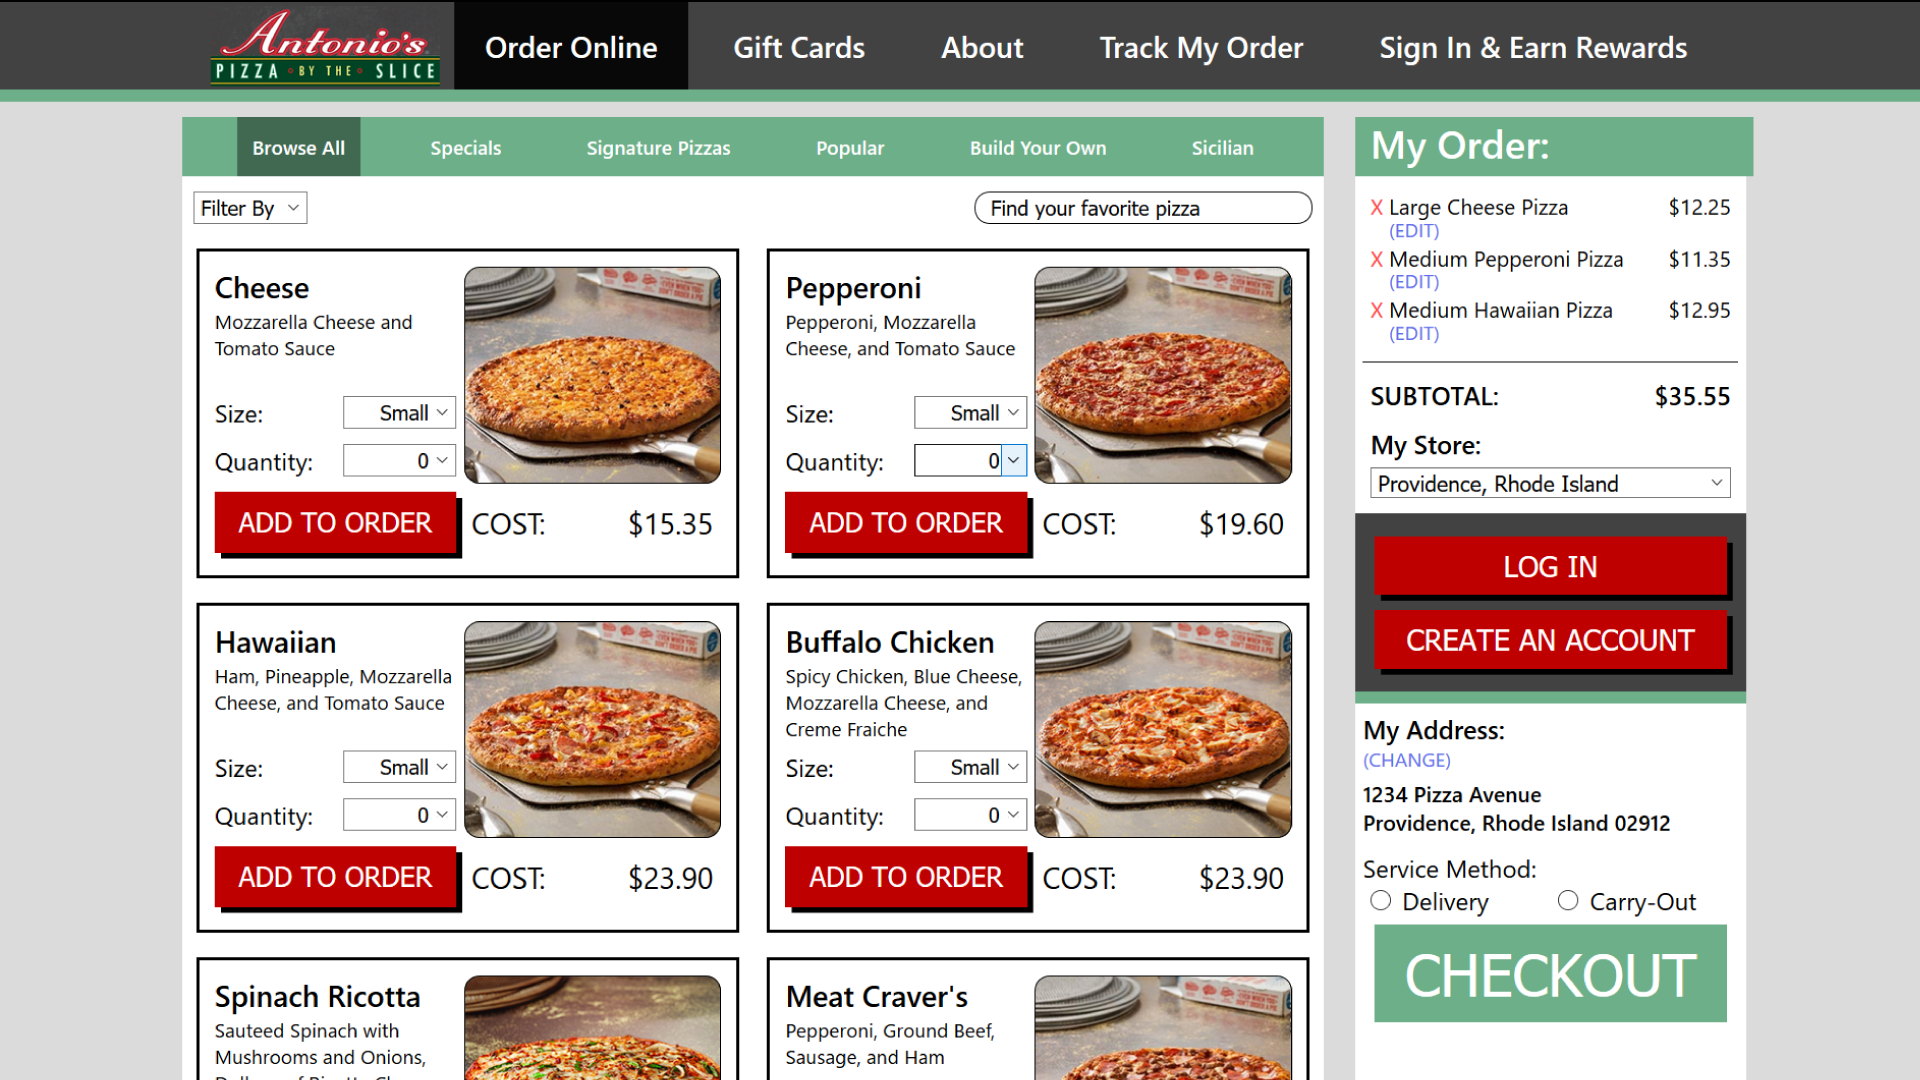 Antonio's
PIZZA BY THE SLICE
Order Online
Gift Cards
About
Track My Order
Sign In & Earn Rewards
Browse All
Specials
Signature Pizzas
Popular
Build Your Own
Sicilian
Filter By
Find your favorite pizza
Cheese
Mozzarella Cheese and
Tomato Sauce
Size: Small
Quantity: 0
ADD TO ORDER COST: $15.35
Pepperoni
Pepperoni, Mozzarella
Cheese, and Tomato Sauce
Size: Small
Quantity: 0
ADD TO ORDER COST: $19.60
Hawaiian
Ham, Pineapple, Mozzarella
Cheese, and Tomato Sauce
Size: Small
Quantity: 0
ADD TO ORDER COST: $23.90
Buffalo Chicken
Spicy Chicken, Blue Cheese,
Mozzarella Cheese, and
Creme Fraiche
Size: Small
Quantity: 0
ADD TO ORDER COST: $23.90
Spinach Ricotta
Sauteed Spinach with
Mushrooms and Onions,
Meat Craver's
Pepperoni, Ground Beef,
Sausage, and Ham
My Order:
X Large Cheese Pizza $12.25
(EDIT)
X Medium Pepperoni Pizza $11.35
(EDIT)
X Medium Hawaiian Pizza $12.95
(EDIT)
SUBTOTAL: $35.55
My Store:
Providence, Rhode Island
LOG IN
CREATE AN ACCOUNT
My Address:
(CHANGE)
1234 Pizza Avenue
Providence, Rhode Island 02912
Service Method:
Delivery Carry-Out
CHECKOUT